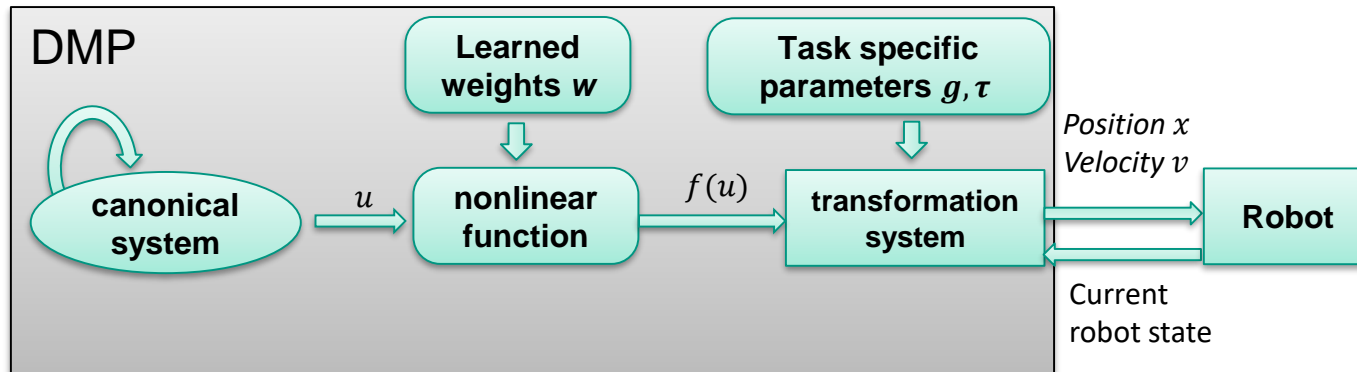 DMP
Learned
weights w
Task specific
parameters g, τ
Position x
Velocity v
canonical
system
u
nonlinear
function
f(u)
transformation
system
Robot
Current
robot state